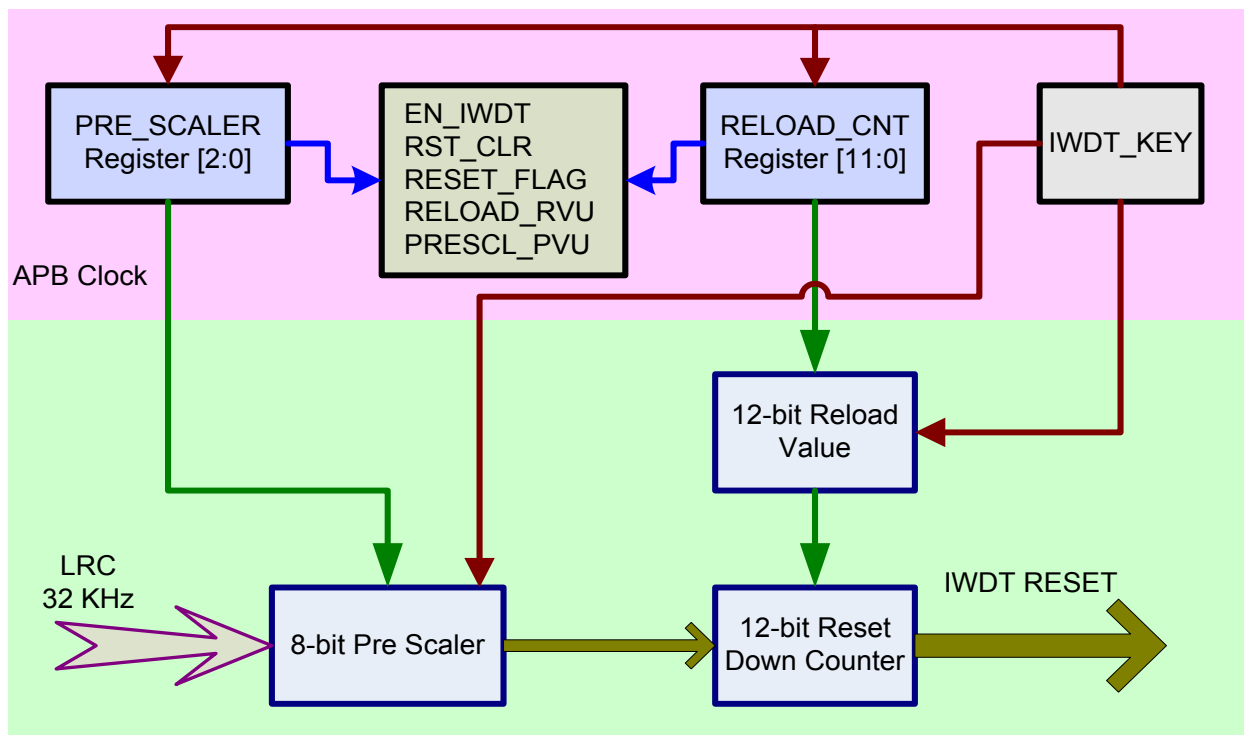 PRE_SCALER
Register [2:0]
EN_IWDT
RST_CLR
RESET_FLAG
RELOAD_RVU
PRESCL_PVU
RELOAD_CNT
Register [11:0]
IWDT_KEY
APB Clock
12-bit Reload
Value
LRC
32 KHz
8-bit Pre Scaler
12-bit Reset
Down Counter
IWDT RESET